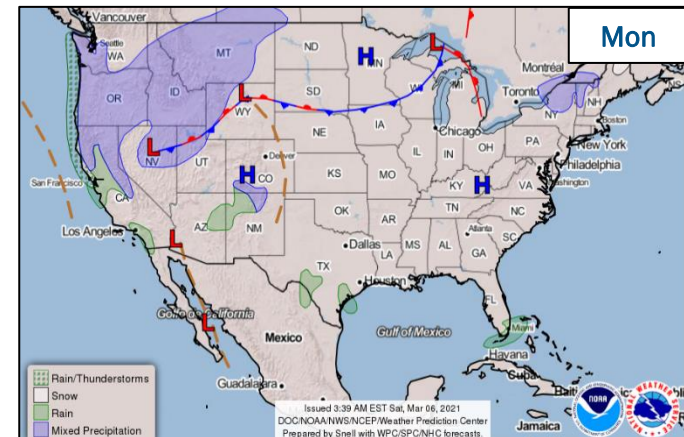 Mon
Vancouver
Seattle
WA
MT
ND
MN
Montréal
OR
ID
WY
SD
WI
MI
Toronto
NY
NH
Boston
NV
UT
NE
IA
Chicago
IL
IN
OH
PA
New York
Philadelphia
Washington
San Francisco
CA
Denver
CO
KS
MO
KY
VA
Los Angeles
AZ
NM
OK
AR
TN
NC
Atlanta
SC
Dallas
LA
MS
AL
GA
TX
Houston
FL
Miami
Golfo de California
Mexico
Gulf of Mexico
Havana
Cuba
Guadalajara
Jamaica
H
H
H
L
L
L
L
L
Rain/Thunderstorms
Snow
Rain
Mixed Precipitation
Issued 3:39 AM EST Sat, Mar 06, 2021
DOC/NOAA/NWS/NCEP/Weather Prediction Center
Prepared by Snell with WPC/SPC/NHC forecasts.
NOAA